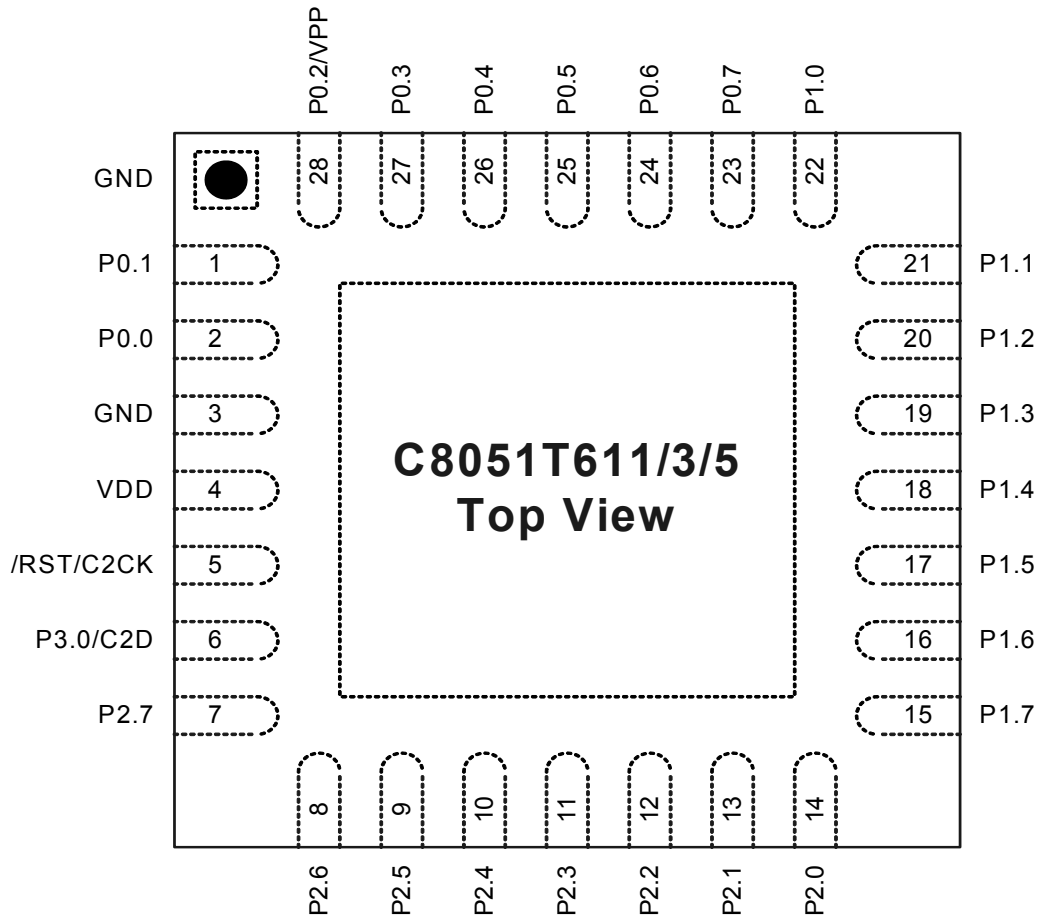 P0.2/VPP
P0.3
P0.4
P0.5
P0.6
P0.7
P1.0
GND
28
27
26
25
24
23
22
P0.1
1
21
P1.1
P0.0
2
20
P1.2
GND
3
19
P1.3
C8051T611/3/5
Top View
VDD
4
18
P1.4
/RST/C2CK
5
17
P1.5
P3.0/C2D
6
16
P1.6
P2.7
7
15
P1.7
8
9
10
11
12
13
14
P2.6
P2.5
P2.4
P2.3
P2.2
P2.1
P2.0